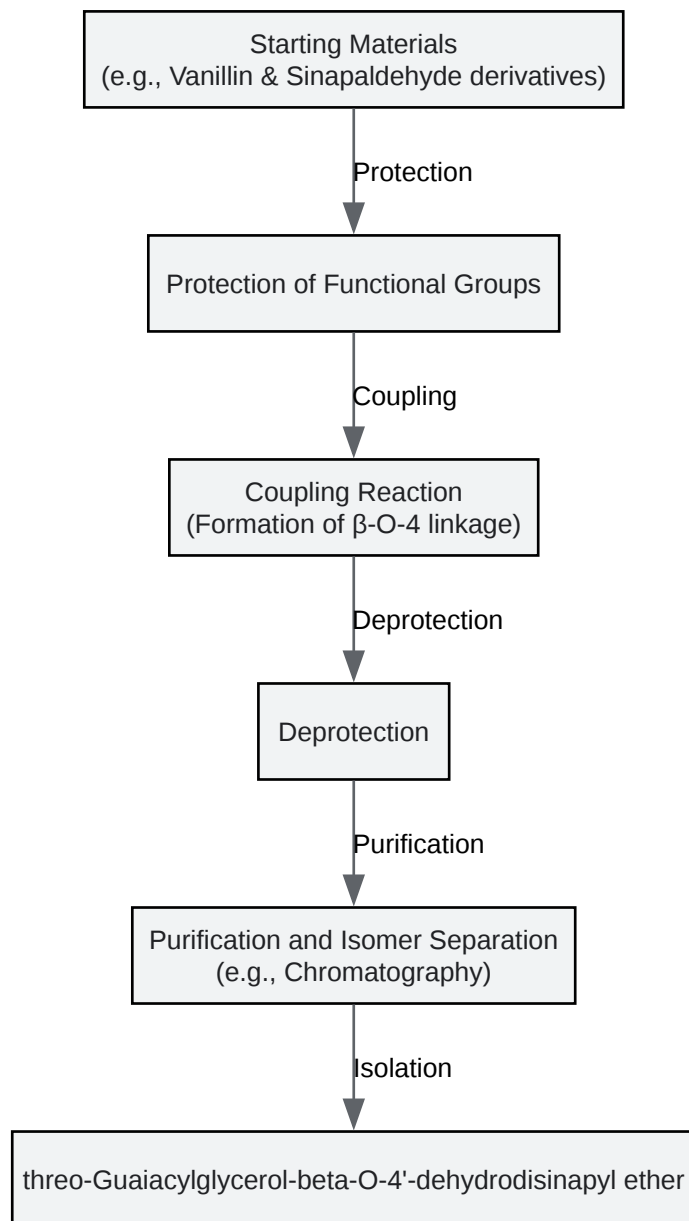 Starting Materials
(e.g., Vanillin & Sinapaldehyde derivatives)
Protection
Protection of Functional Groups
Coupling
Coupling Reaction
(Formation of β-O-4 linkage)
Deprotection
Deprotection
Purification
Purification and Isomer Separation
(e.g., Chromatography)
Isolation
threo-Guaiacylglycerol-beta-O-4'-dehydrodisinapyl ether